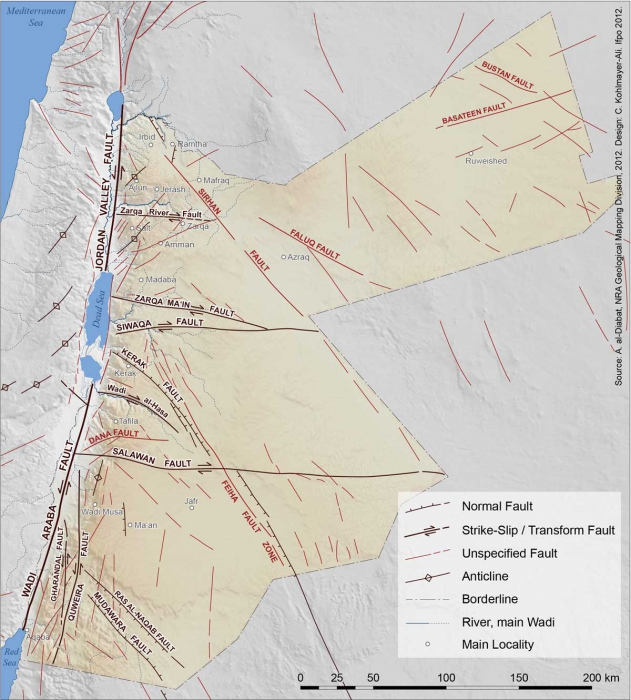 Mediterranean
Sea
BUSTAN FAULT
BASATEEN FAULT
Ruweished
Irbid
Ramtha
JORDAN VALLEY FAULT
Ajlun
Jerash
Mafraq
SIRHAN FAULT
Zarqa River Fault
Salt
Zarqa
Amman
FALUQ FAULT
Azraq
Madaba
Dead Sea
ZARQA MA'IN FAULT
SIWAQA FAULT
KERAK FAULT
Kerak
Wadi al-Hasa
Tafila
DANA FAULT
SALAWAN FAULT
FEIHA FAULT ZONE
Jafr
Wadi Musa
Ma'an
WADI ARABA FAULT
GHARANDAL FAULT
QUWEIRA FAULT
RAS AL-NAQAB FAULT
MUDAWARA FAULT
Aqaba
Red
Sea
Normal Fault
Strike-Slip / Transform Fault
Unspecified Fault
Anticline
Borderline
River, main Wadi
Main Locality
0 25 50 100 150 200 km
Source: A. al-Diabat, NRA Geological Mapping Division, 2012. Design: C. Kohlmayer-Ali. Ifpo 2012.